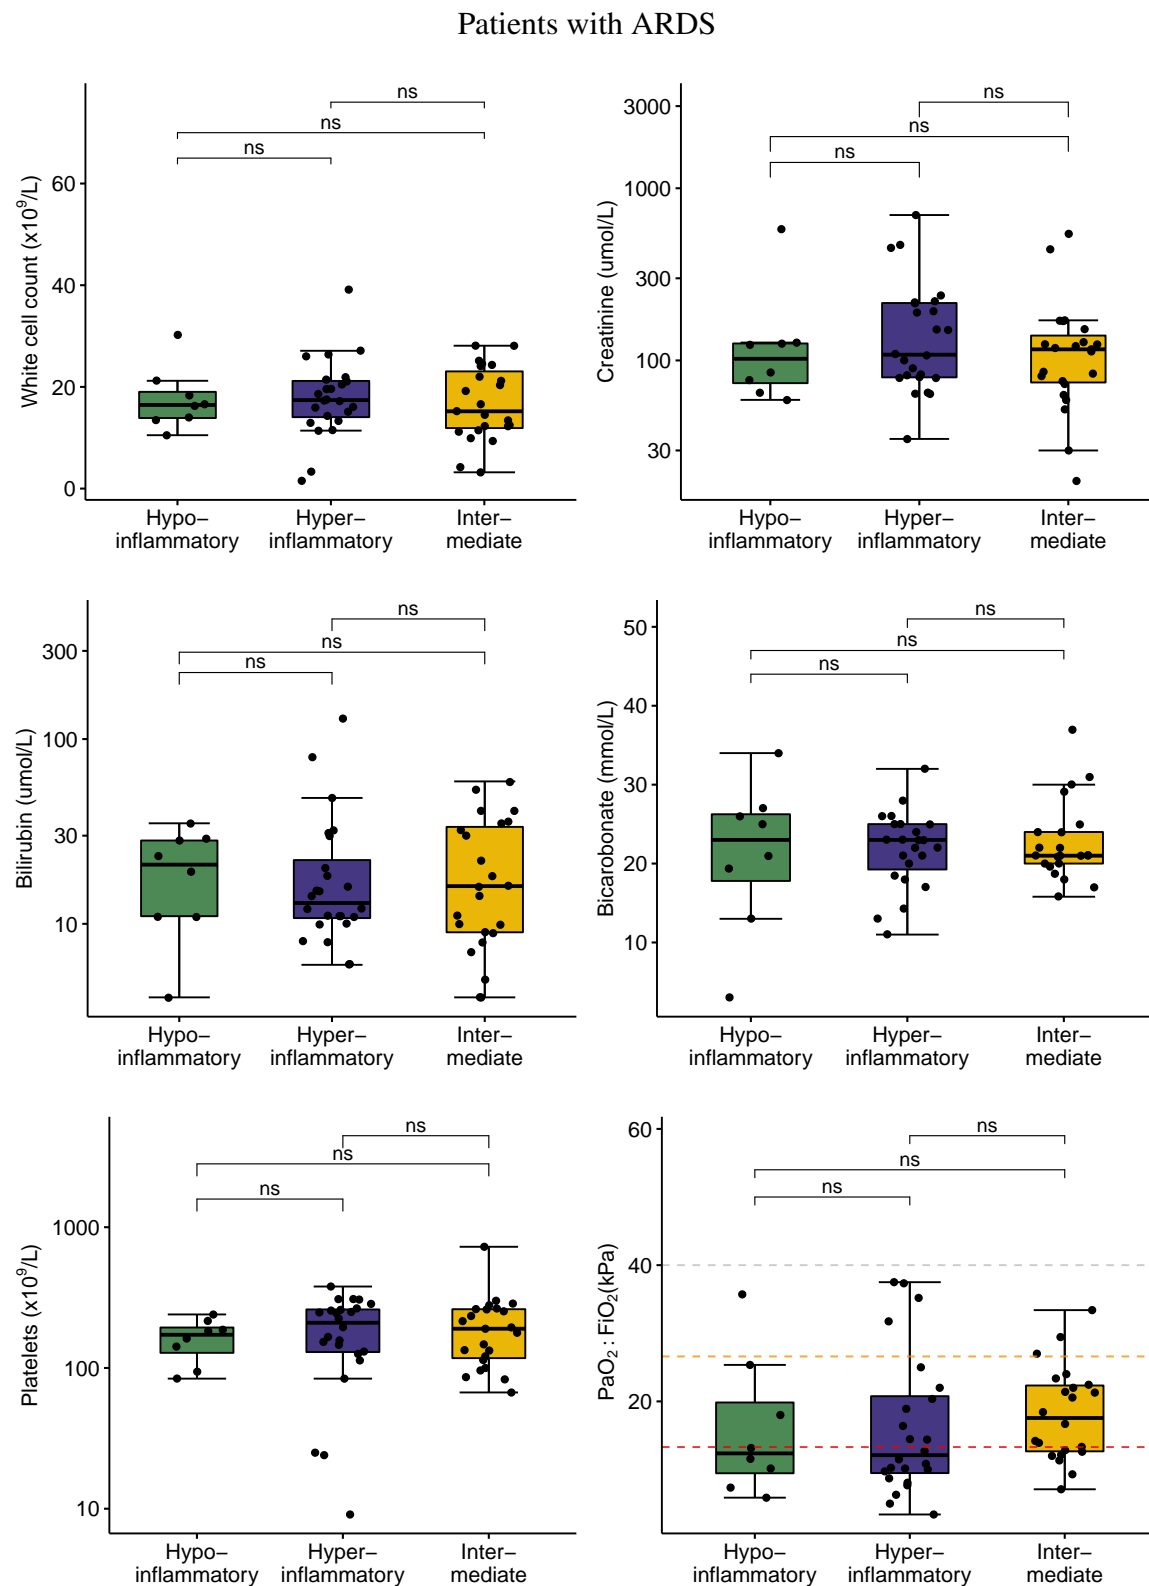 Patients with ARDS
White cell count (x10⁹/L)
60
40
20
0
ns
ns
ns
Hypo−
inflammatory
Hyper−
inflammatory
Inter−
mediate
Creatinine (umol/L)
3000
1000
300
100
30
ns
ns
ns
Hypo−
inflammatory
Hyper−
inflammatory
Inter−
mediate
Bilirubin (umol/L)
300
100
30
10
ns
ns
ns
Hypo−
inflammatory
Hyper−
inflammatory
Inter−
mediate
Bicarobonate (mmol/L)
50
40
30
20
10
ns
ns
ns
Hypo−
inflammatory
Hyper−
inflammatory
Inter−
mediate
Platelets (x10⁹/L)
1000
100
10
ns
ns
ns
Hypo−
inflammatory
Hyper−
inflammatory
Inter−
mediate
PaO₂ : FiO₂(kPa)
60
40
20
ns
ns
ns
Hypo−
inflammatory
Hyper−
inflammatory
Inter−
mediate